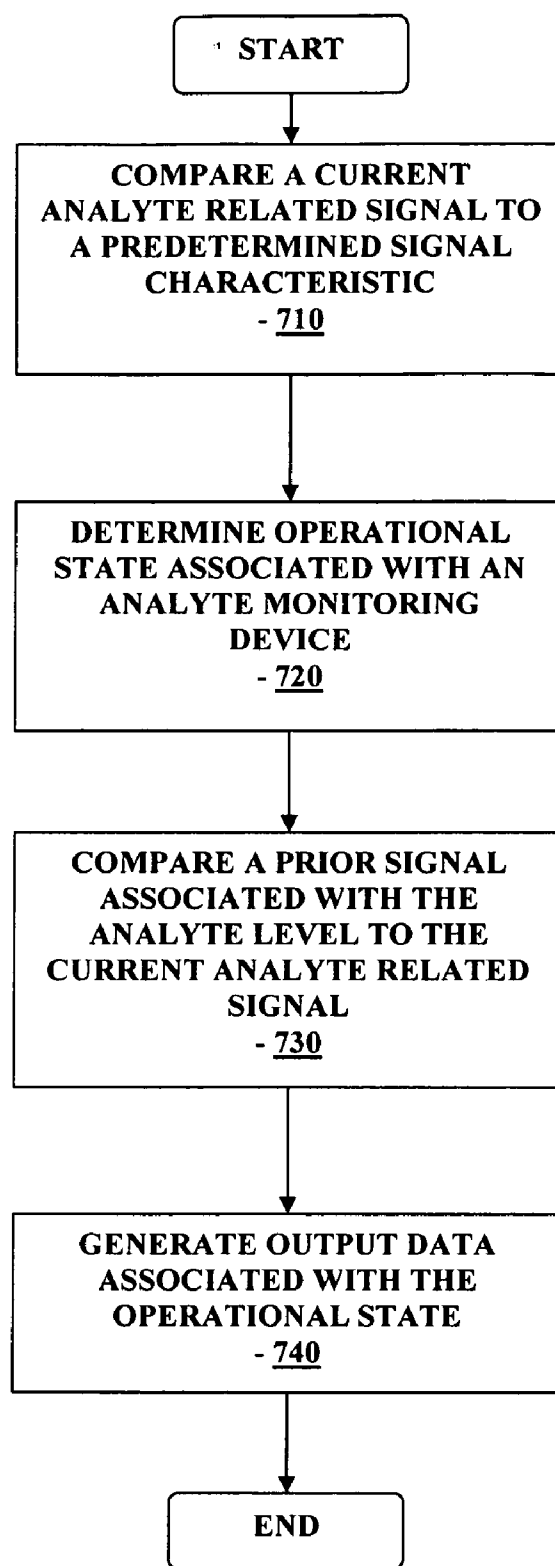 START
COMPARE A CURRENT
ANALYTE RELATED SIGNAL TO
A PREDETERMINED SIGNAL
CHARACTERISTIC
- 710
DETERMINE OPERATIONAL
STATE ASSOCIATED WITH AN
ANALYTE MONITORING
DEVICE
- 720
COMPARE A PRIOR SIGNAL
ASSOCIATED WITH THE
ANALYTE LEVEL TO THE
CURRENT ANALYTE RELATED
SIGNAL
- 730
GENERATE OUTPUT DATA
ASSOCIATED WITH THE
OPERATIONAL STATE
- 740
END